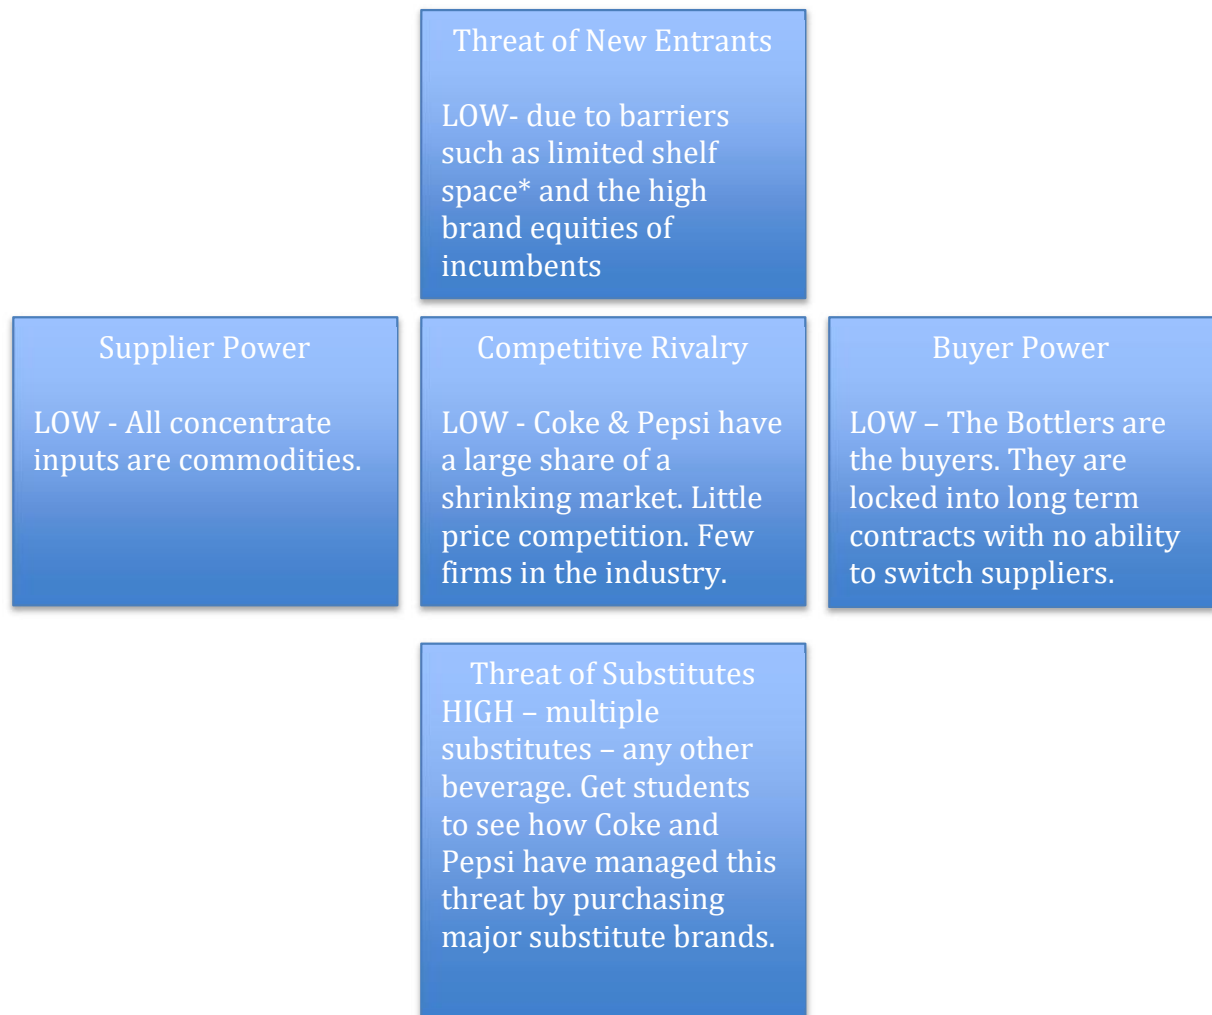 Threat of New Entrants
LOW- due to barriers
such as limited shelf
space* and the high
brand equities of
incumbents
Supplier Power
LOW - All concentrate
inputs are commodities.
Competitive Rivalry
LOW - Coke & Pepsi have
a large share of a
shrinking market. Little
price competition. Few
firms in the industry.
Buyer Power
LOW – The Bottlers are
the buyers. They are
locked into long term
contracts with no ability
to switch suppliers.
Threat of Substitutes
HIGH – multiple
substitutes – any other
beverage. Get students
to see how Coke and
Pepsi have managed this
threat by purchasing
major substitute brands.